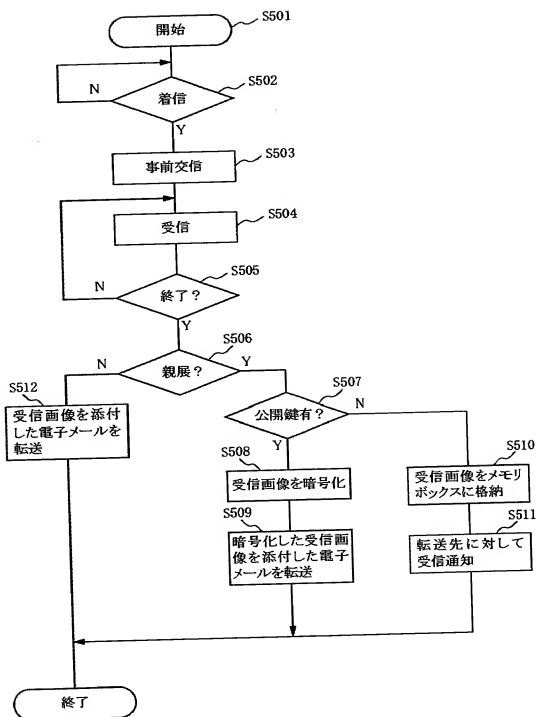 開始
S501
着信
S502
N
Y
事前交信
S503
受信
S504
終了？
S505
N
Y
親展？
S506
N
Y
S512
受信画像を添付
した電子メールを
転送
公開鍵有？
S507
N
Y
S508
受信画像を暗号化
S509
暗号化した受信画
像を添付した電子
メールを転送
S510
受信画像をメモリ
ボックスに格納
S511
転送先に対して
受信通知
終了